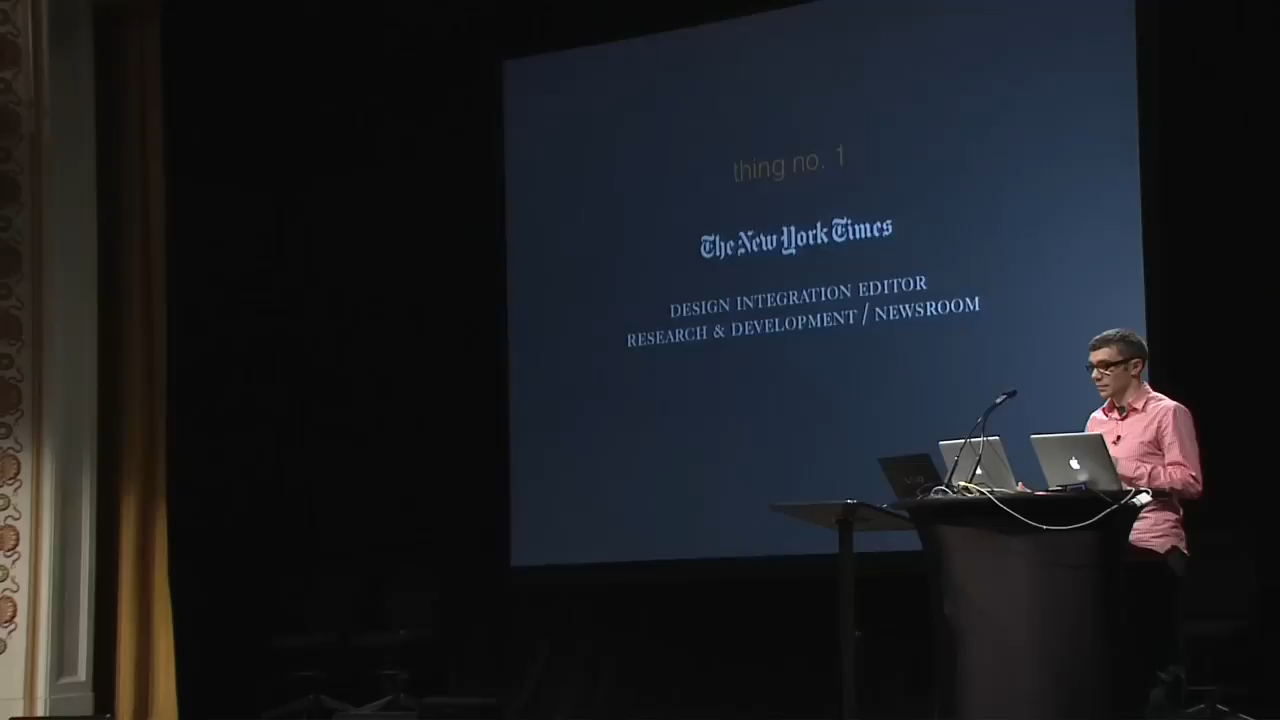 thing no. 1
The New York Times
DESIGN INTEGRATION EDITOR
RESEARCH & DEVELOPMENT / NEWSROOM